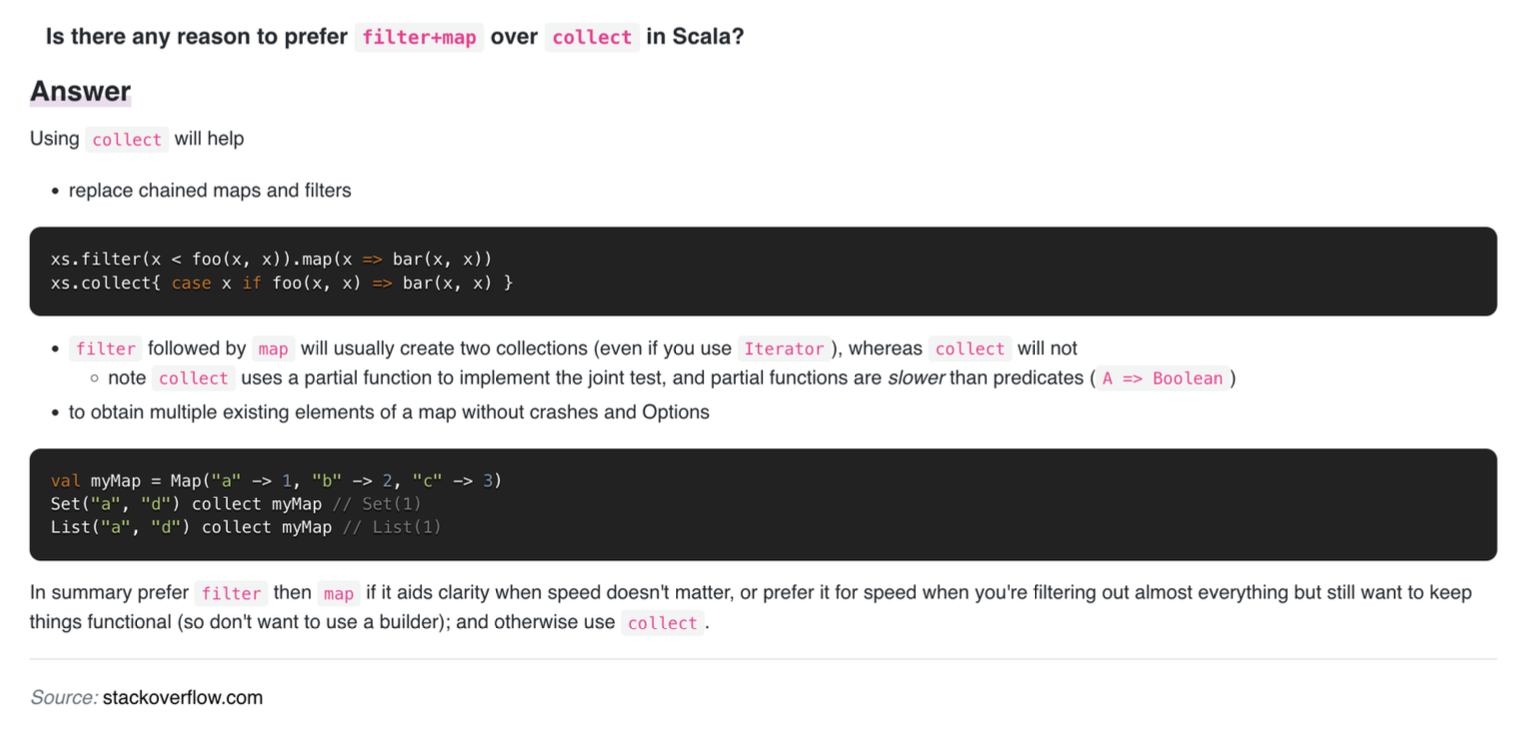 Is there any reason to prefer filter+map over collect in Scala?
Answer
Using collect will help
• replace chained maps and filters
xs.filter(x < foo(x, x)).map(x => bar(x, x))
xs.collect{ case x if foo(x, x) => bar(x, x) }
• filter followed by map will usually create two collections (even if you use Iterator), whereas collect will not
◦ note collect uses a partial function to implement the joint test, and partial functions are slower than predicates (A => Boolean)
• to obtain multiple existing elements of a map without crashes and Options
val myMap = Map("a" -> 1, "b" -> 2, "c" -> 3)
Set("a", "d") collect myMap // Set(1)
List("a", "d") collect myMap // List(1)
In summary prefer filter then map if it aids clarity when speed doesn't matter, or prefer it for speed when you're filtering out almost everything but still want to keep
things functional (so don't want to use a builder); and otherwise use collect.
Source: stackoverflow.com